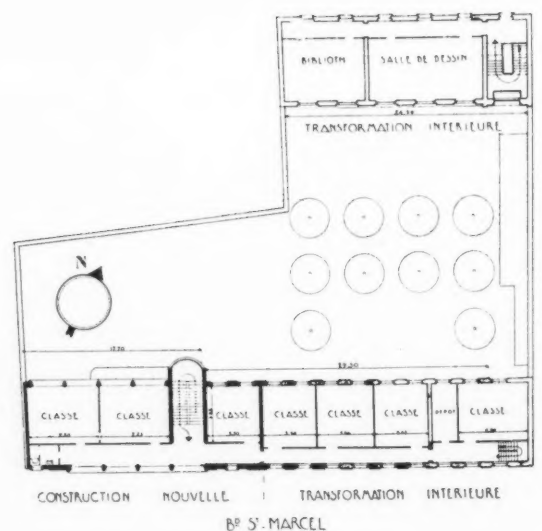 BIBLIOTH SALLE DE DESSIN
TRANSFORMATION INTERIEURE
N
CLASSE CLASSE CLASSE CLASSE CLASSE CLASSE DEPOT CLASSE
CONSTRUCTION NOUVELLE TRANSFORMATION INTERIEURE
BD ST. MARCEL